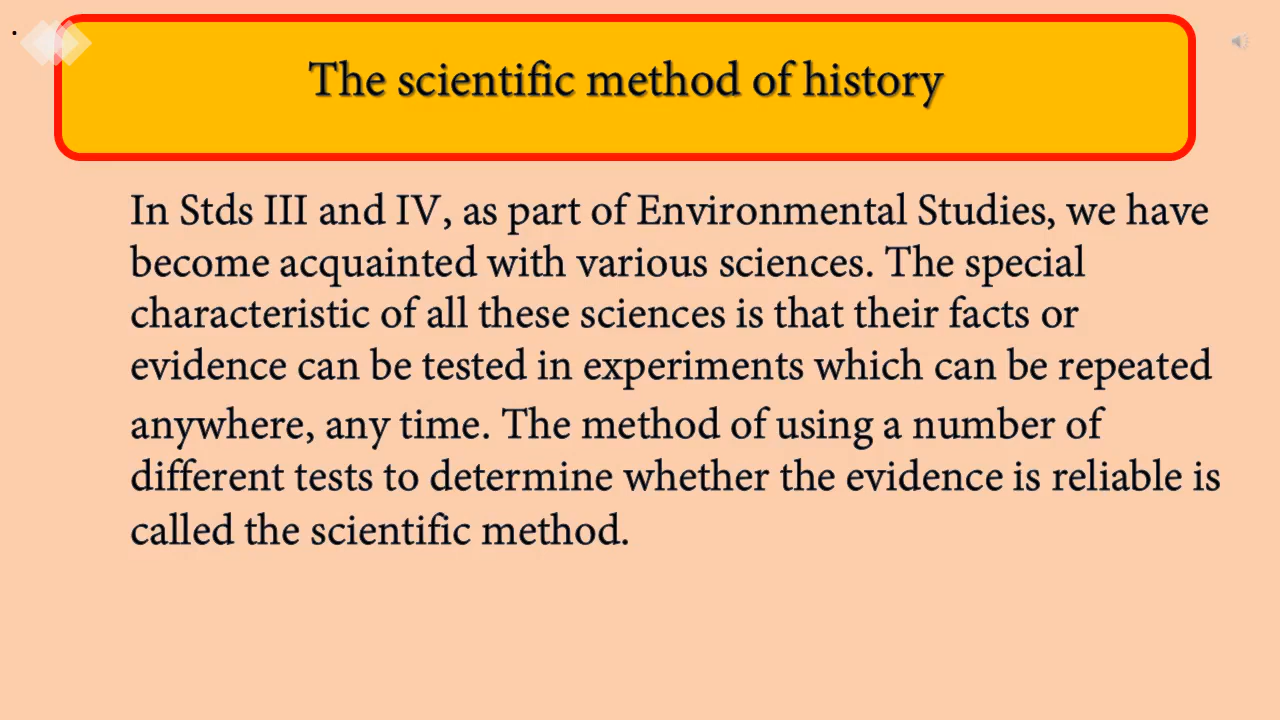 The scientific method of history
In Stds III and IV, as part of Environmental Studies, we have
become acquainted with various sciences. The special
characteristic of all these sciences is that their facts or
evidence can be tested in experiments which can be repeated
anywhere, any time. The method of using a number of
different tests to determine whether the evidence is reliable is
called the scientific method.